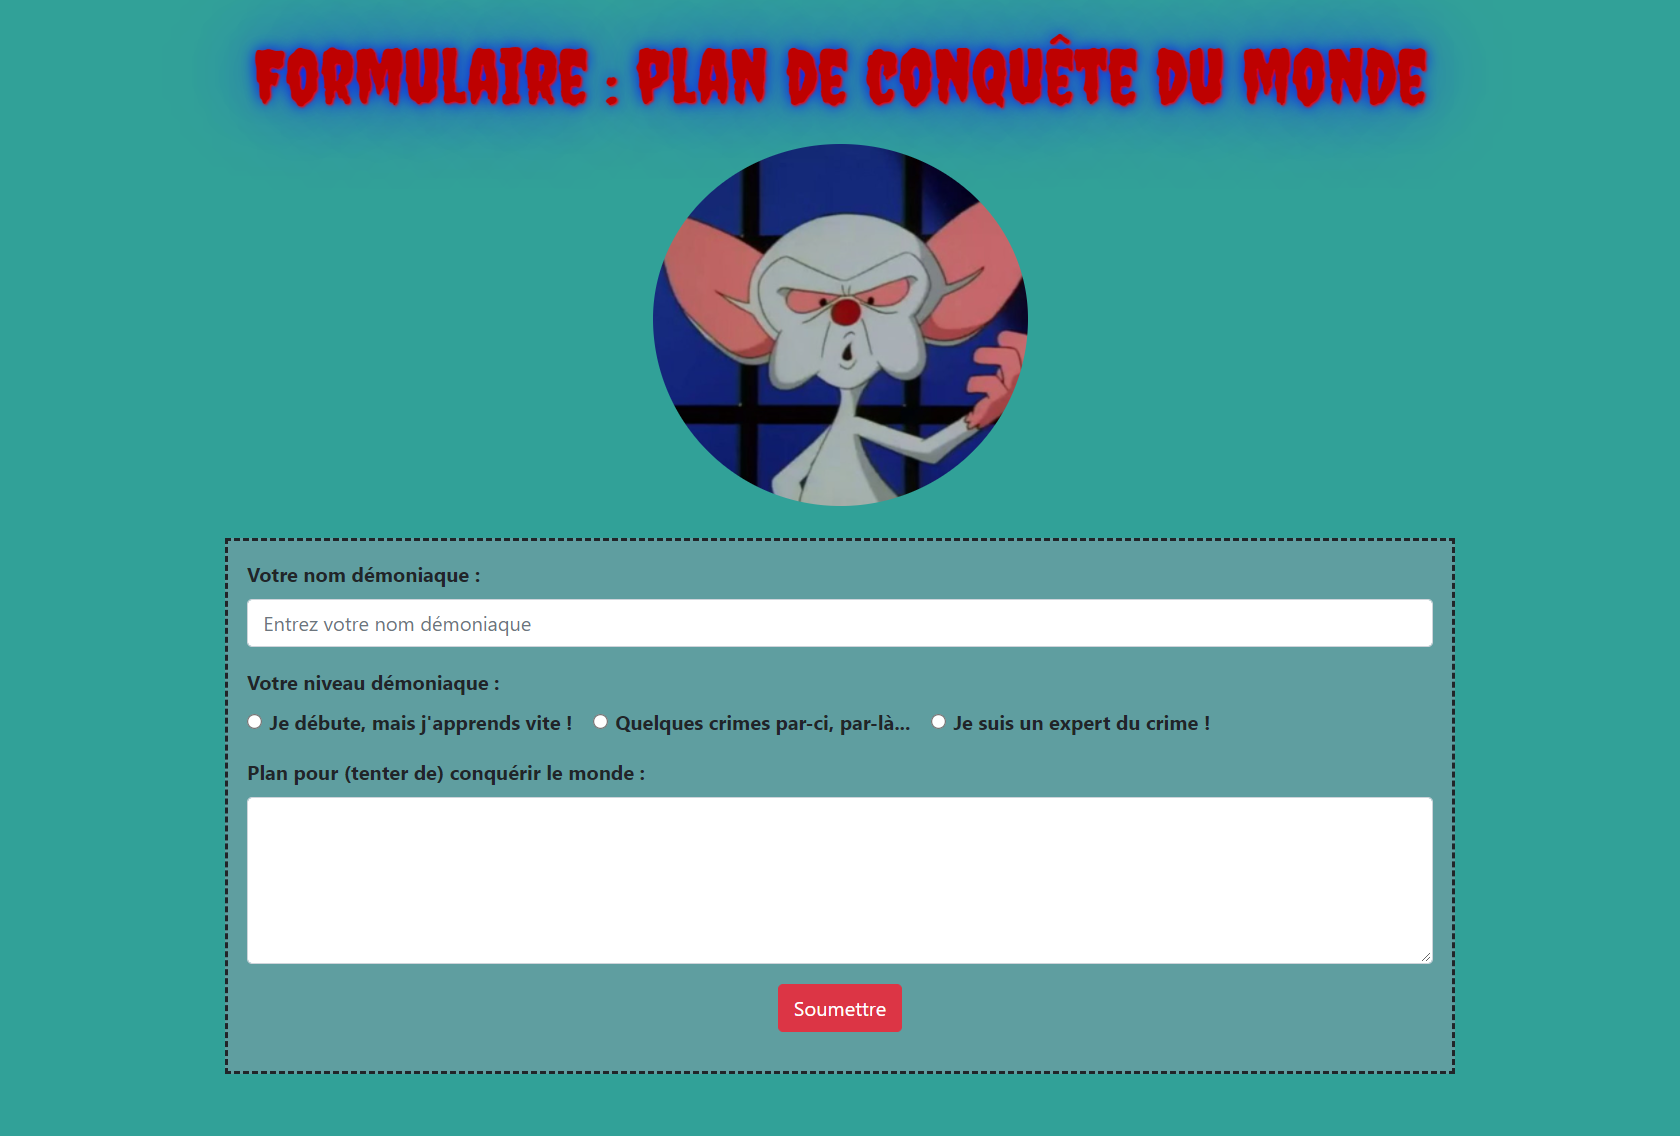 FORMULAIRE : PLAN DE CONQUÊTE DU MONDE
Votre nom démoniaque :
Entrez votre nom démoniaque
Votre niveau démoniaque :
Je débute, mais j'apprends vite ! Quelques crimes par-ci, par-là... Je suis un expert du crime !
Plan pour (tenter de) conquérir le monde :
Soumettre